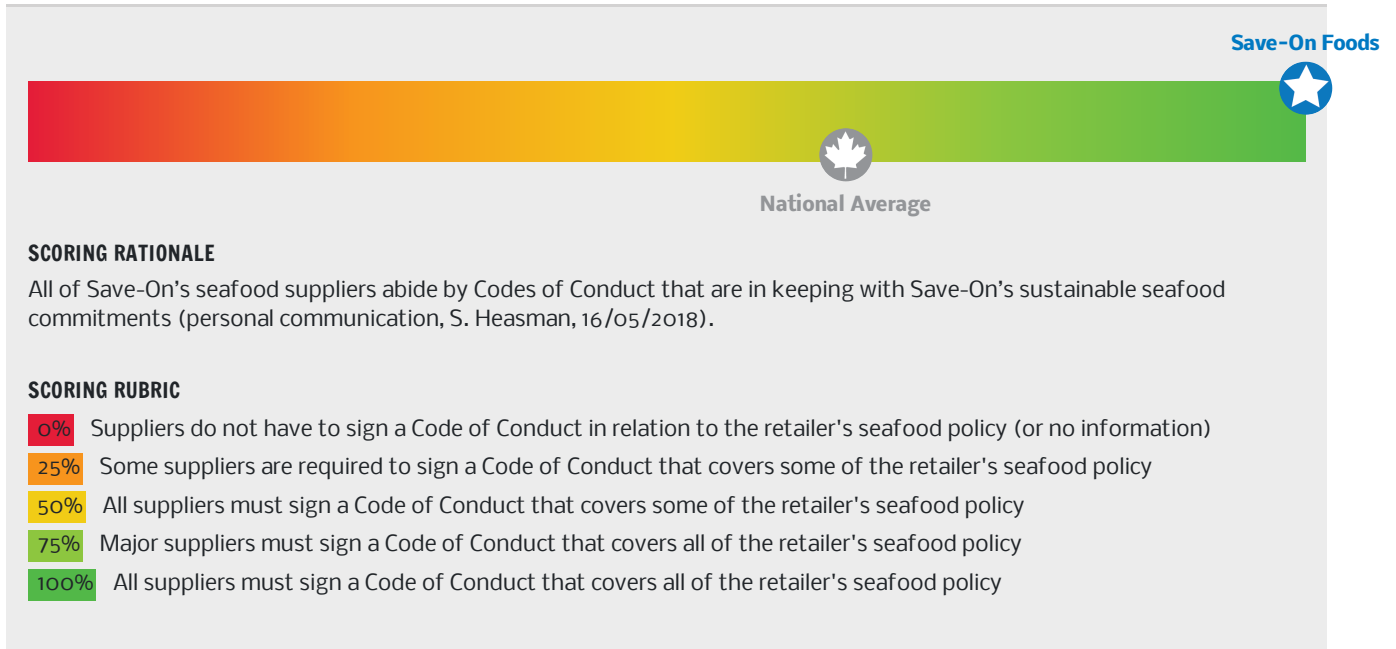 Save-On Foods
National Average
SCORING RATIONALE
All of Save-On’s seafood suppliers abide by Codes of Conduct that are in keeping with Save-On’s sustainable seafood
commitments (personal communication, S. Heasman, 16/05/2018).
SCORING RUBRIC
0% Suppliers do not have to sign a Code of Conduct in relation to the retailer's seafood policy (or no information)
25% Some suppliers are required to sign a Code of Conduct that covers some of the retailer's seafood policy
50% All suppliers must sign a Code of Conduct that covers some of the retailer's seafood policy
75% Major suppliers must sign a Code of Conduct that covers all of the retailer's seafood policy
100% All suppliers must sign a Code of Conduct that covers all of the retailer's seafood policy